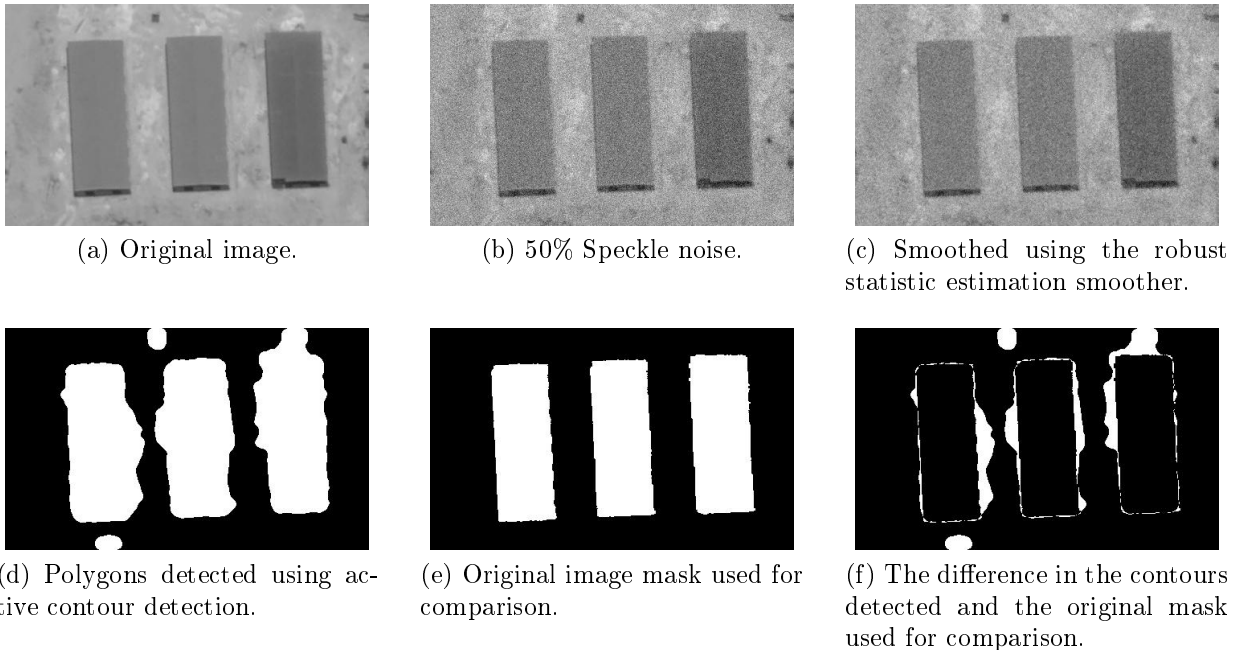 (a) Original image.
(b) 50% Speckle noise.
(c) Smoothed using the robust
statistic estimation smoother.
(d) Polygons detected using ac-
tive contour detection.
(e) Original image mask used for
comparison.
(f) The difference in the contours
detected and the original mask
used for comparison.